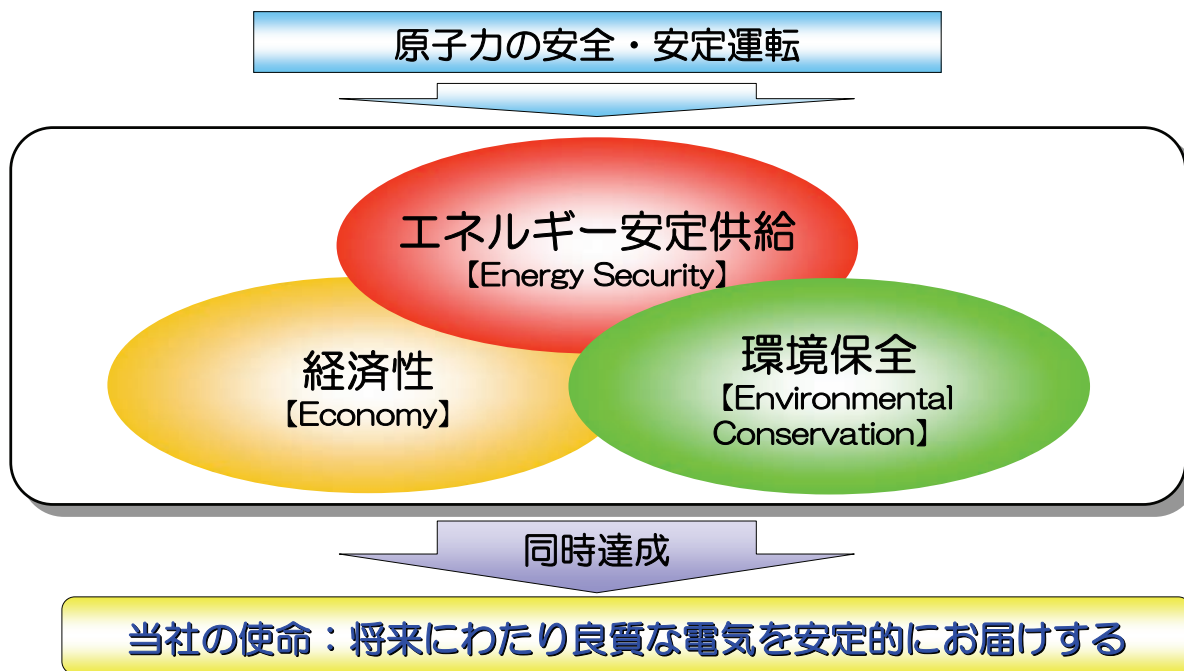 原子力の安全・安定運転
エネルギー安定供給
【Energy Security】
経済性
【Economy】
環境保全
【Environmental
Conservation】
同時達成
当社の使命：将来にわたり良質な電気を安定的にお届けする